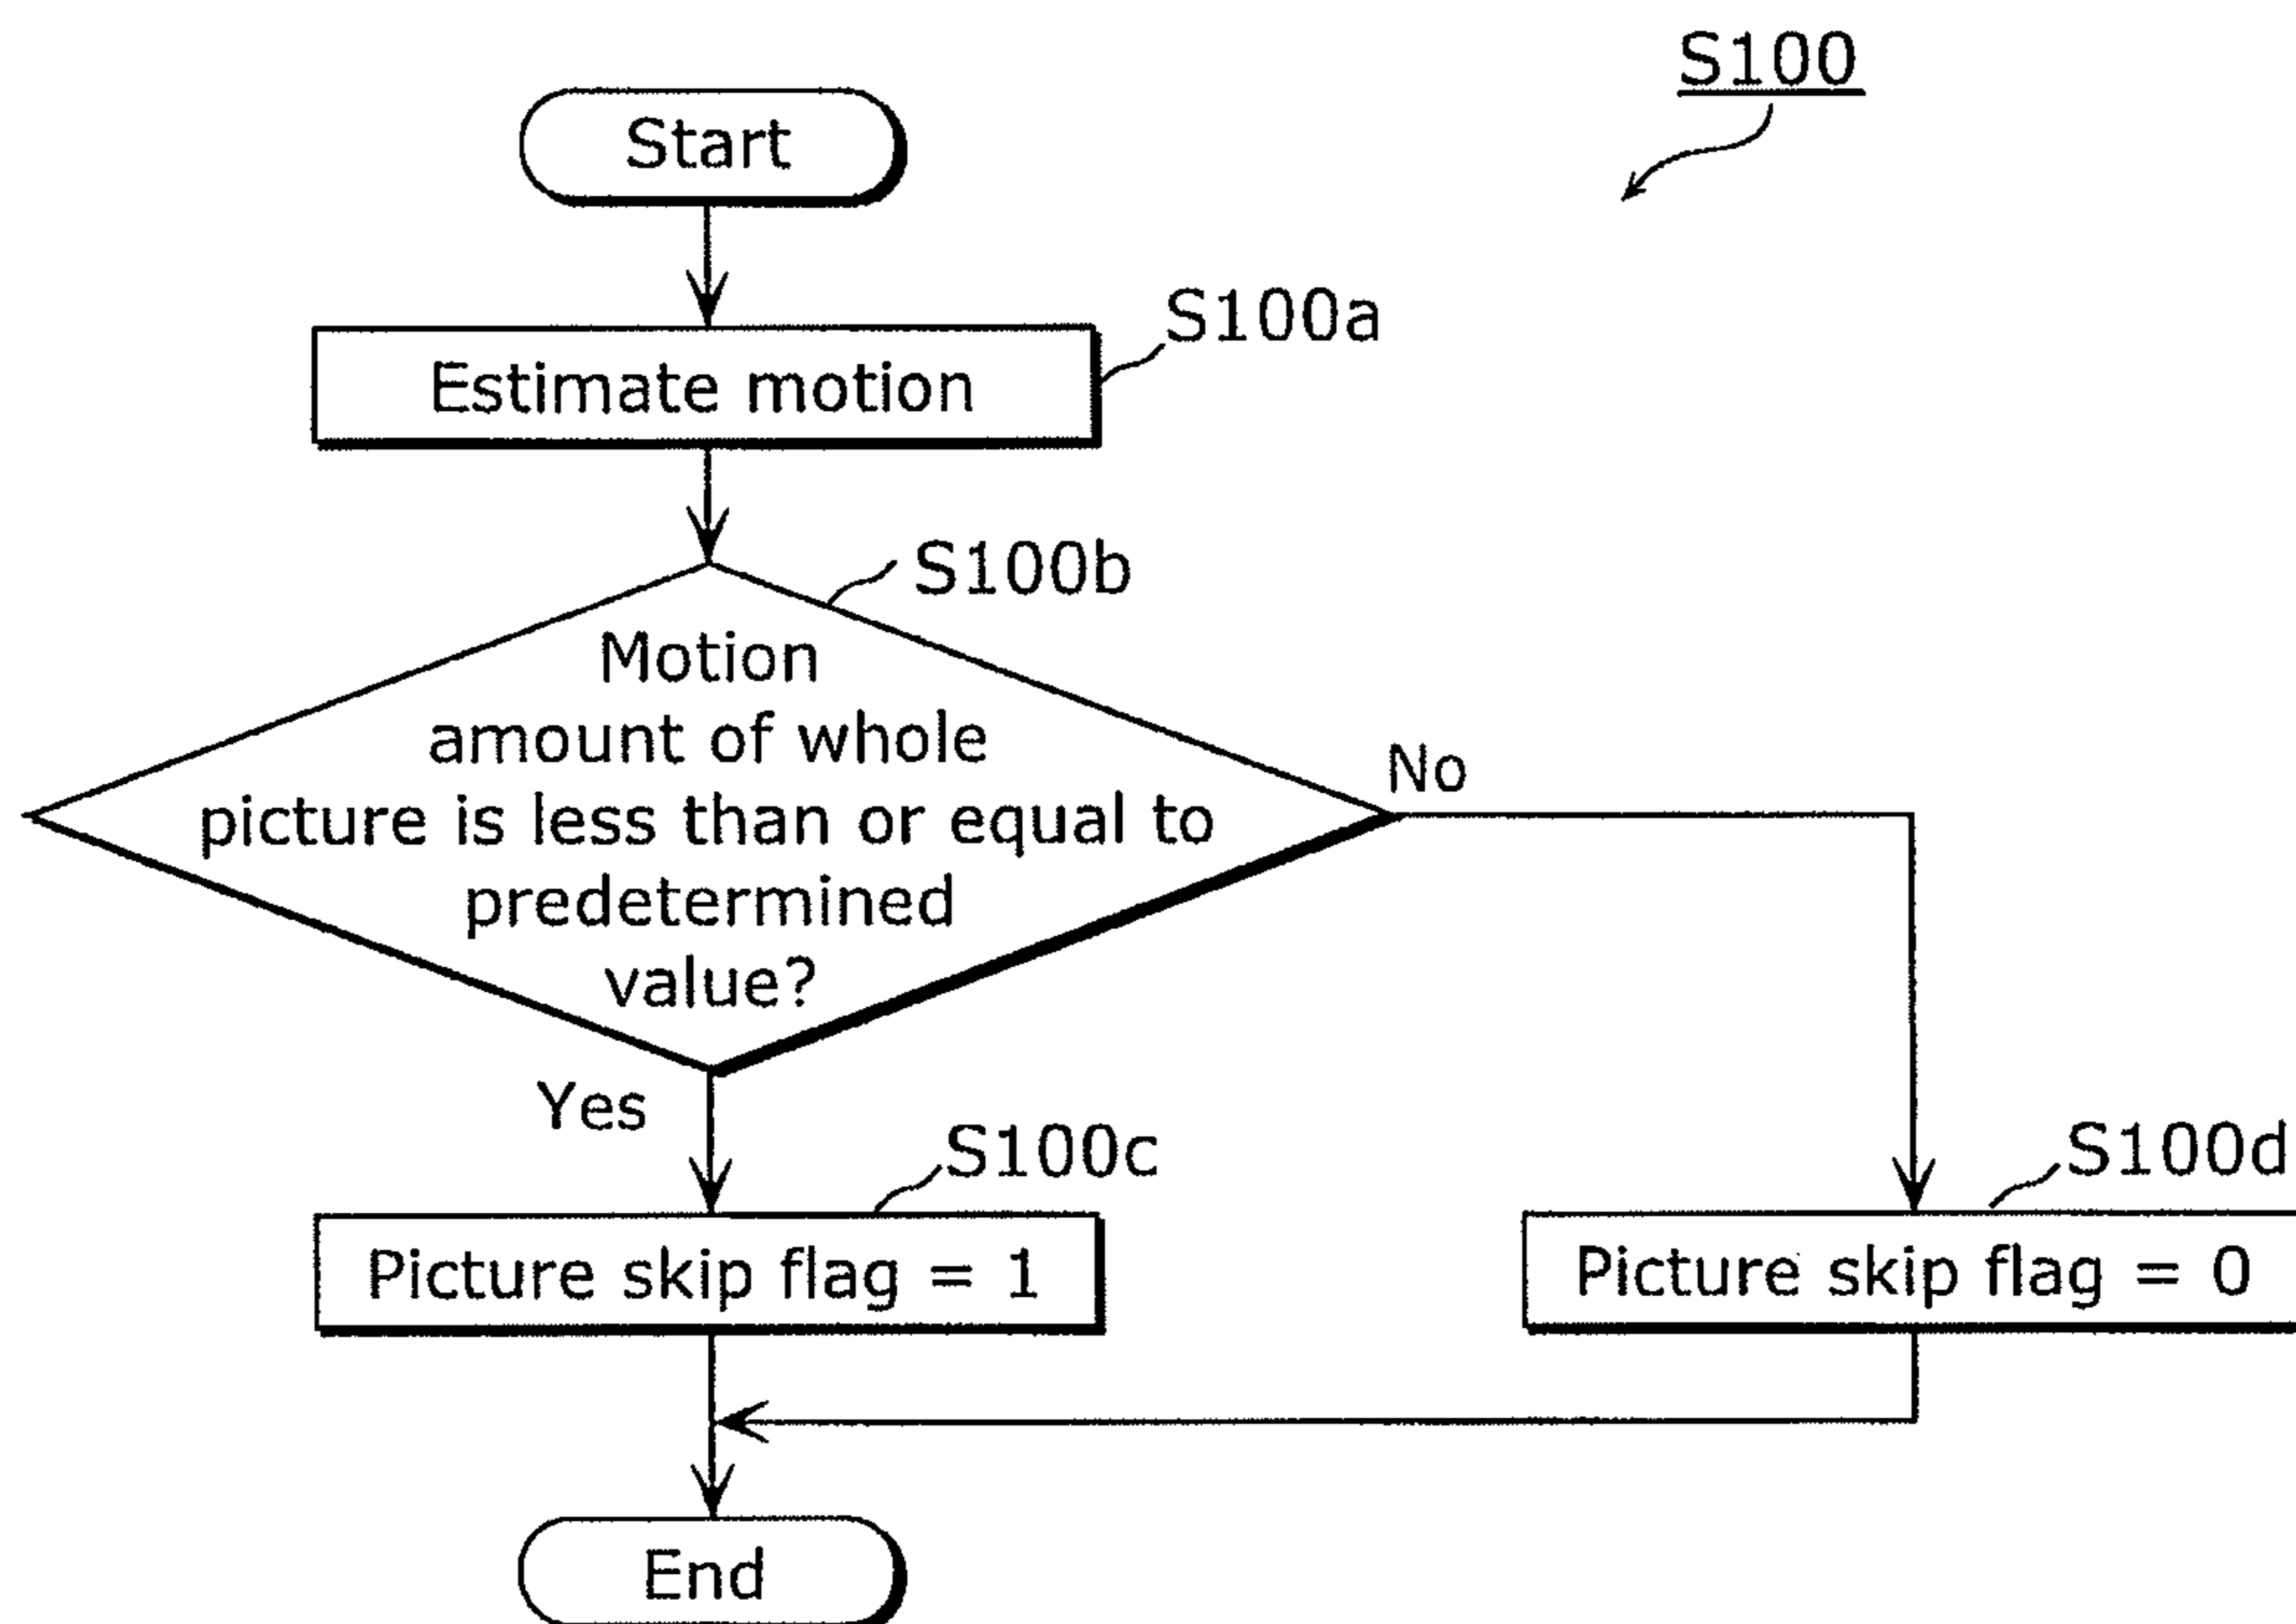 S100
Start
S100a
Estimate motion
S100b
Motion
amount of whole
picture is less than or equal to
predetermined
value?
No
Yes
S100c
S100d
Picture skip flag = 1
Picture skip flag = 0
End